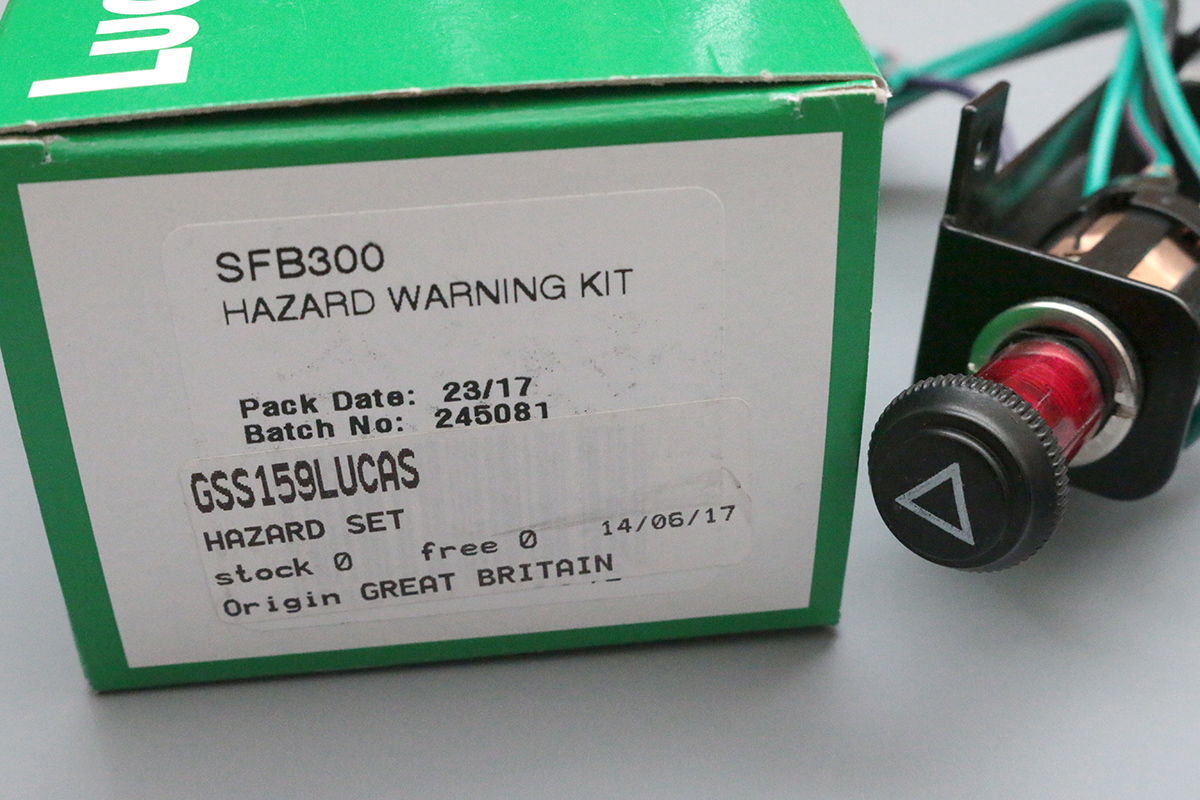 SFB300
HAZARD WARNING KIT
Pack Date: 23/17
Batch No: 245081
GSS159LUCAS
HAZARD SET
stock 0 free 0 14/06/17
Origin GREAT BRITAIN